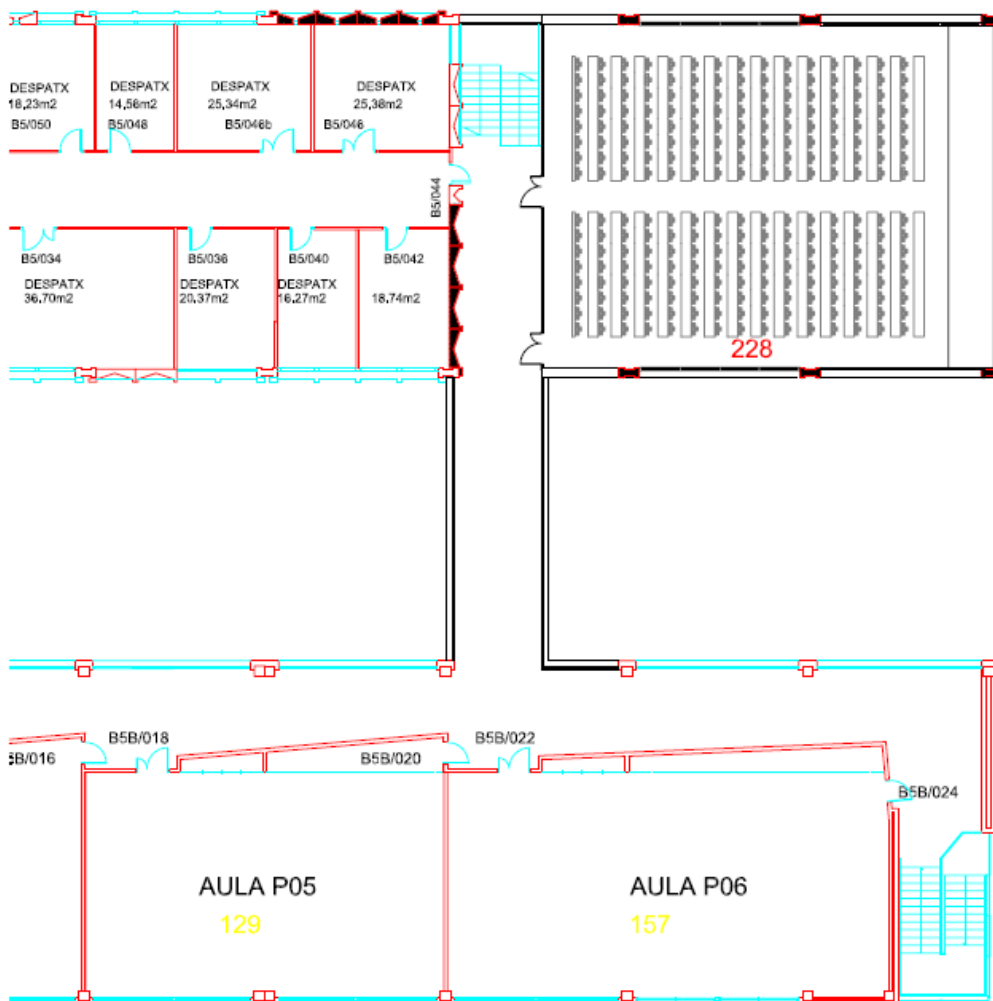 DESPATX
18,23m2
B5/050
DESPATX
14,56m2
B5/048
DESPATX
25,34m2
B5/046b
DESPATX
25,38m2
B5/046
B5/044
B5/034
DESPATX
36,70m2
B5/036
DESPATX
20,37m2
B5/040
DESPATX
16,27m2
B5/042
18,74m2
228
5B/016
B5B/018
B5B/020
B5B/022
B5B/024
AULA P05
129
AULA P06
157